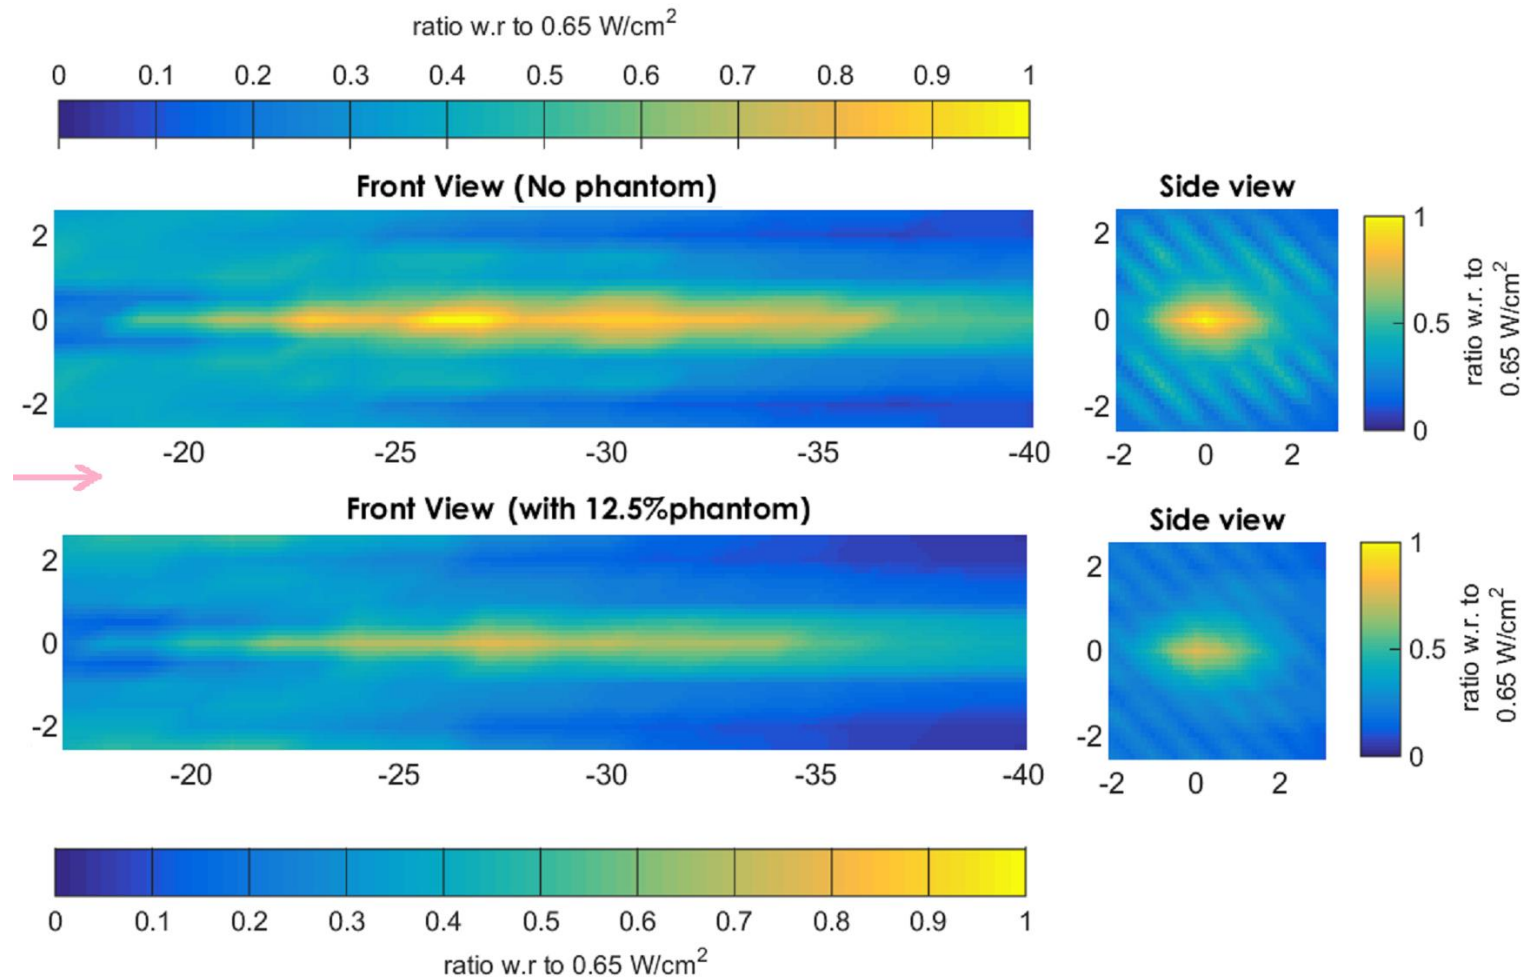 ratio w.r to 0.65 W/cm²
0 0.1 0.2 0.3 0.4 0.5 0.6 0.7 0.8 0.9 1
Front View (No phantom)
2
0
-2
-20 -25 -30 -35 -40
Side view
2
0
-2
-2 0 2
1
0.5
0
ratio w.r. to
0.65 W/cm²
Front View (with 12.5%phantom)
2
0
-2
-20 -25 -30 -35 -40
Side view
2
0
-2
-2 0 2
1
0.5
0
ratio w.r. to
0.65 W/cm²
0 0.1 0.2 0.3 0.4 0.5 0.6 0.7 0.8 0.9 1
ratio w.r to 0.65 W/cm²